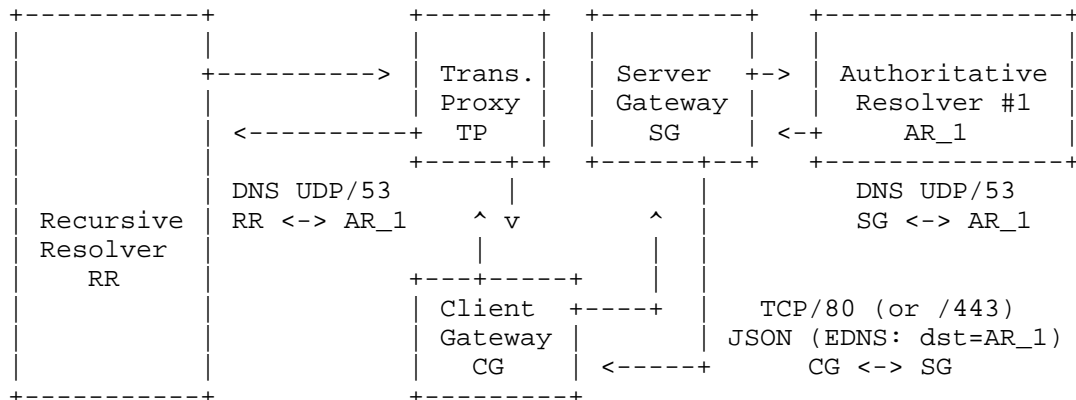 Trans. Server Authoritative
Proxy Gateway Resolver #1
TP SG AR_1
DNS UDP/53 DNS UDP/53
Recursive RR <-> AR_1 SG <-> AR_1
Resolver
RR
Client TCP/80 (or /443)
Gateway JSON (EDNS: dst=AR_1)
CG CG <-> SG